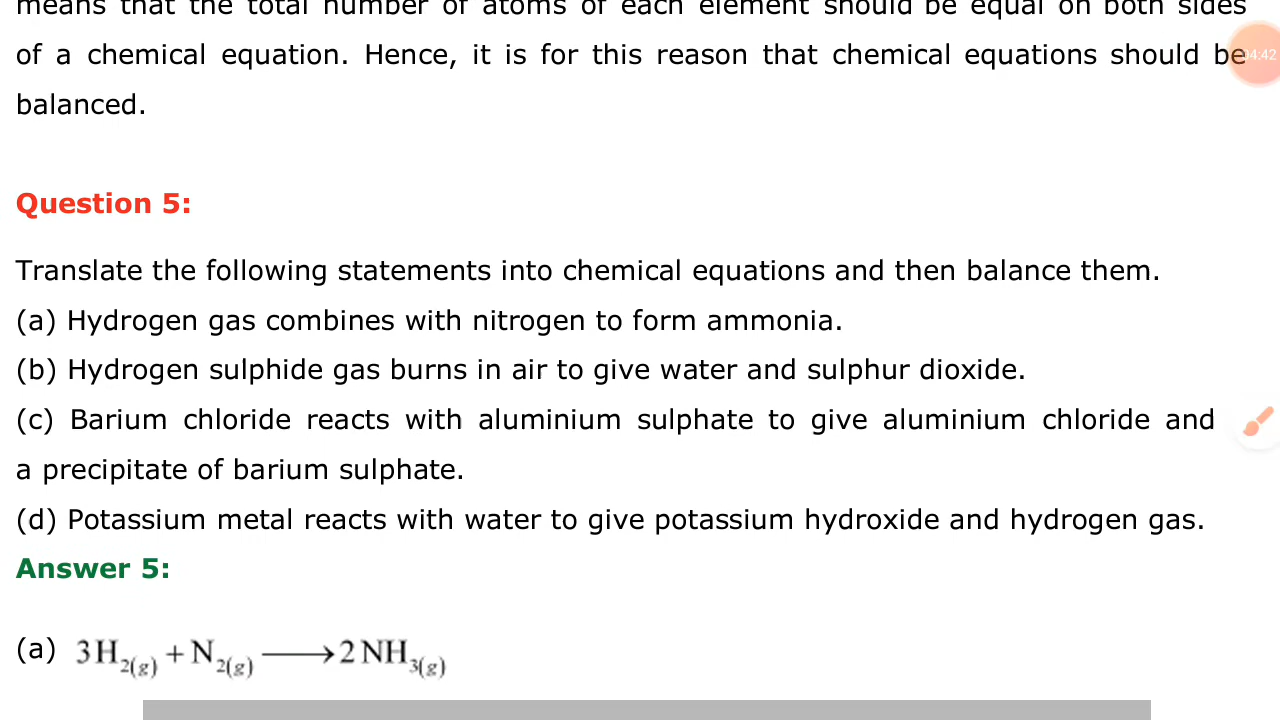 means that the total number of atoms of each element should be equal on both sides
of a chemical equation. Hence, it is for this reason that chemical equations should be
balanced.
04:42
Question 5:
Translate the following statements into chemical equations and then balance them.
(a) Hydrogen gas combines with nitrogen to form ammonia.
(b) Hydrogen sulphide gas burns in air to give water and sulphur dioxide.
(c) Barium chloride reacts with aluminium sulphate to give aluminium chloride and
a precipitate of barium sulphate.
(d) Potassium metal reacts with water to give potassium hydroxide and hydrogen gas.
Answer 5:
(a) 3H₂(g) + N₂(g) ⟶ 2NH₃(g)